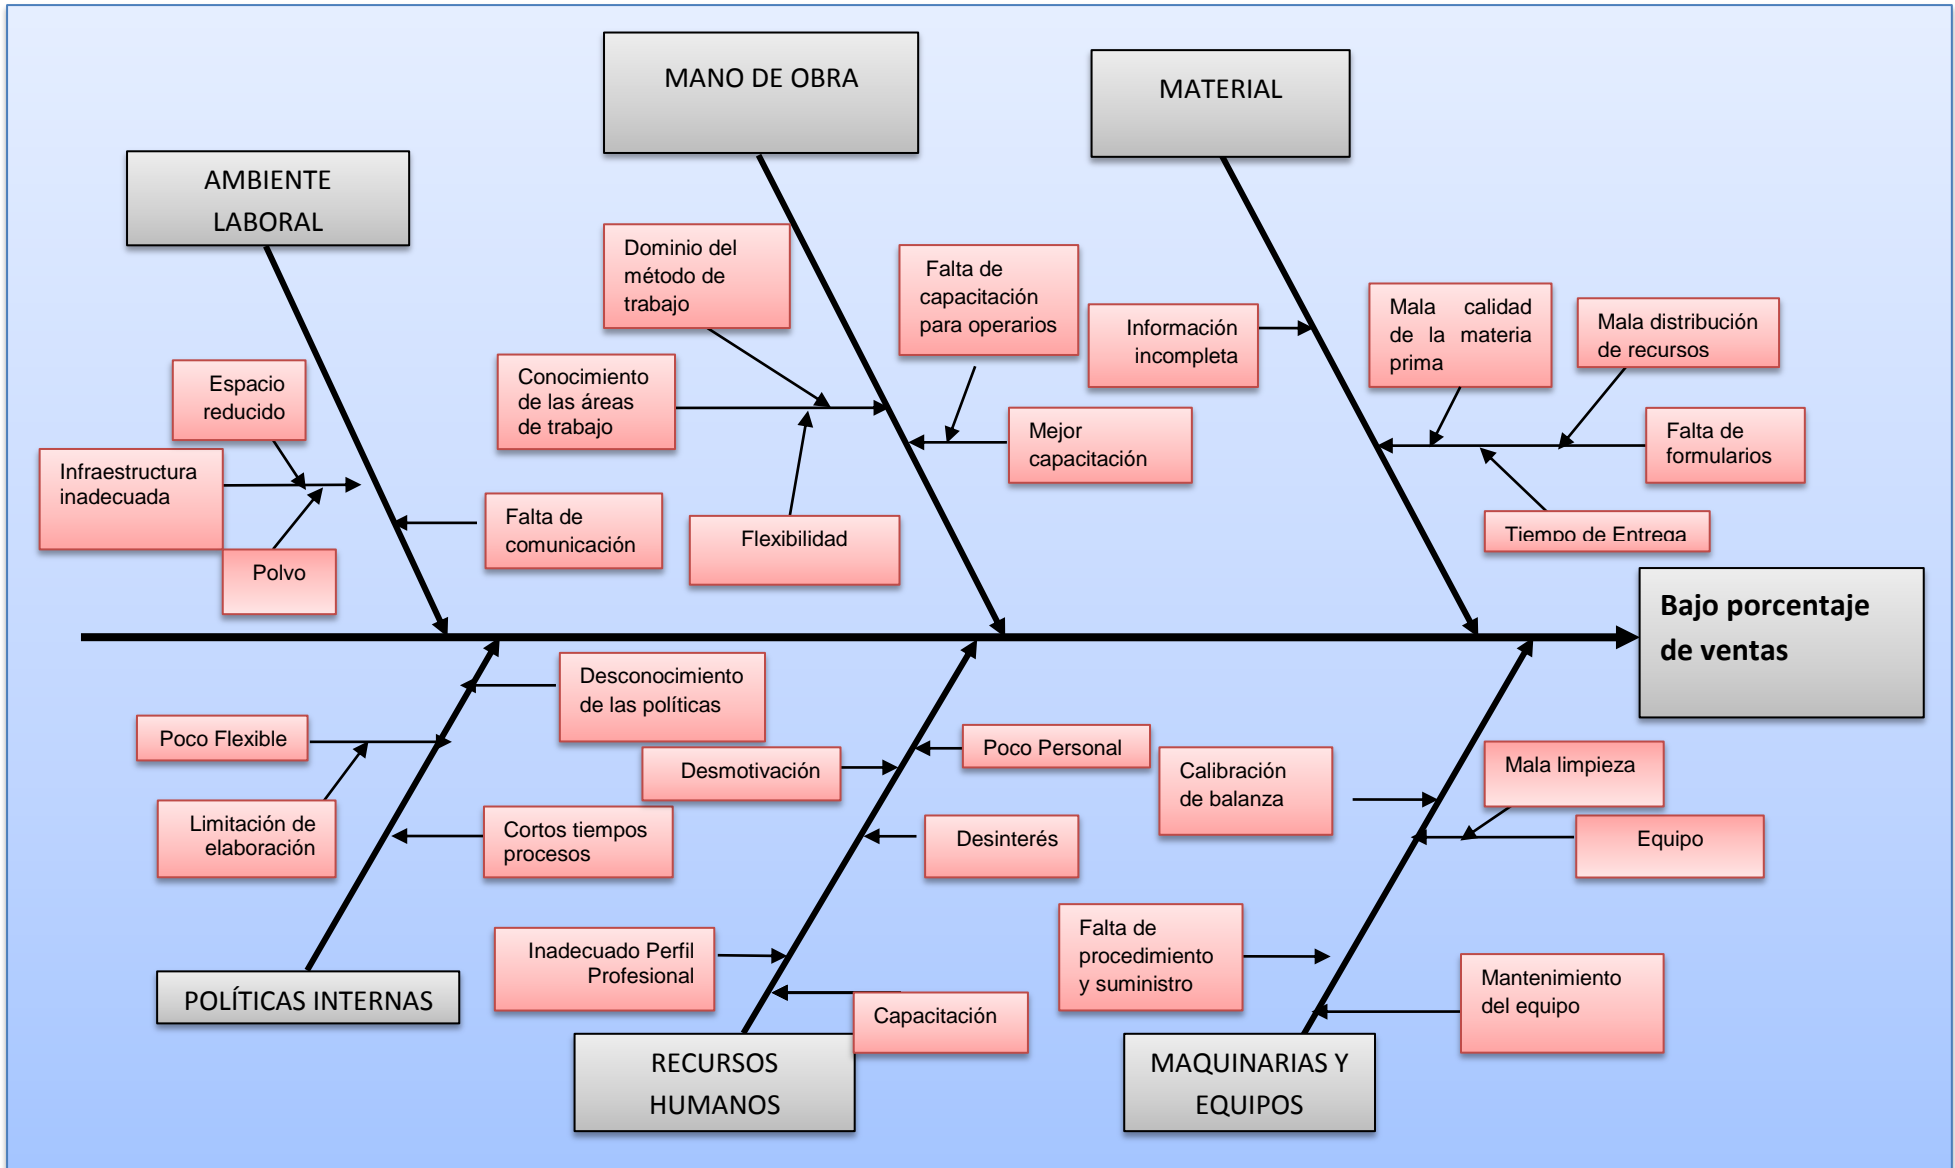 MANO DE OBRA
MATERIAL
AMBIENTE
LABORAL
Dominio del
método de
trabajo
Falta de
capacitación
para operarios
Información
incompleta
Mala calidad
de la materia
prima
Mala distribución
de recursos
Espacio
reducido
Conocimiento
de las áreas
de trabajo
Mejor
capacitación
Falta de
formularios
Infraestructura
inadecuada
Falta de
comunicación
Flexibilidad
Tiempo de Entrega
Polvo
Bajo porcentaje
de ventas
Desconocimiento
de las políticas
Poco Flexible
Desmotivación
Poco Personal
Calibración
de balanza
Mala limpieza
Limitación de
elaboración
Cortos tiempos
procesos
Desinterés
Equipo
Inadecuado Perfil
Profesional
Falta de
procedimiento
y suministro
Mantenimiento
del equipo
POLÍTICAS INTERNAS
Capacitación
RECURSOS
HUMANOS
MAQUINARIAS Y
EQUIPOS